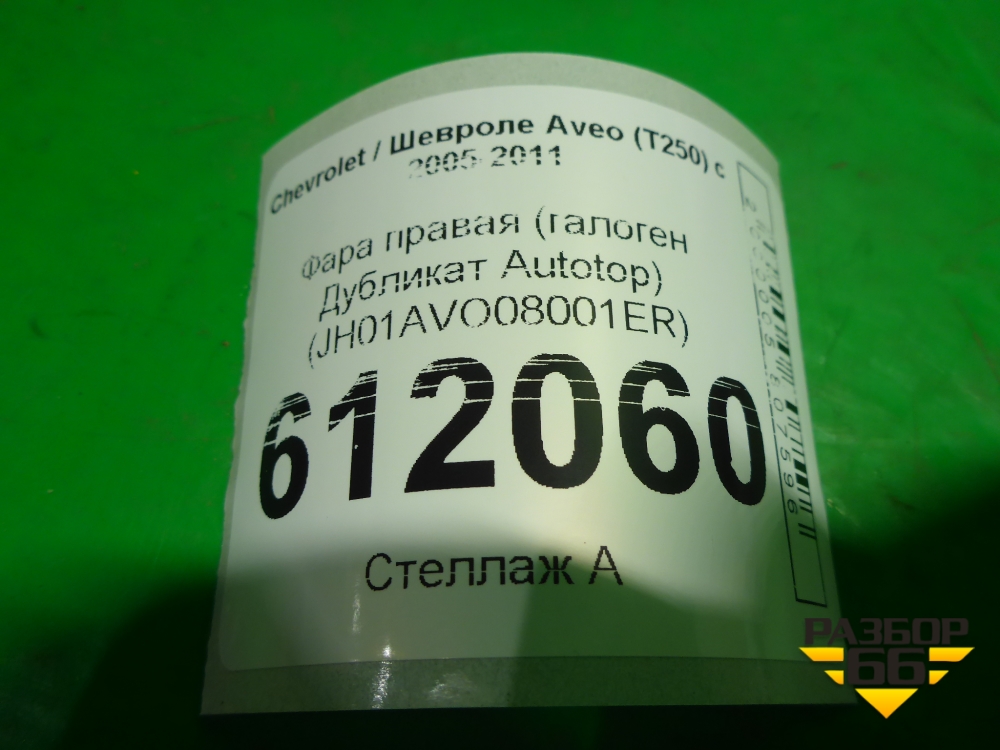 Chevrolet / Шевроле Aveo (T250) с
2005-2011
Фара правая (галоген
Дубликат Autotop)
(JH01AVO08001ER)
612060
Стеллаж А
РАЗБОР
66